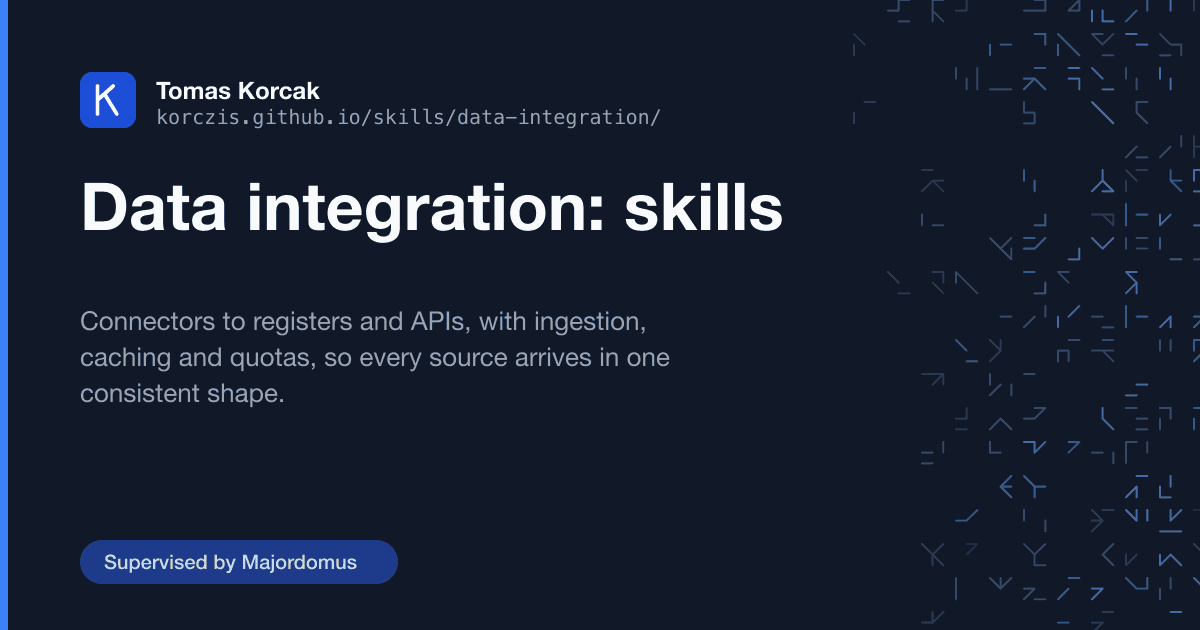 K
Tomas Korcak
korczis.github.io/skills/data-integration/
Data integration: skills
Connectors to registers and APIs, with ingestion,
caching and quotas, so every source arrives in one
consistent shape.
Supervised by Majordomus